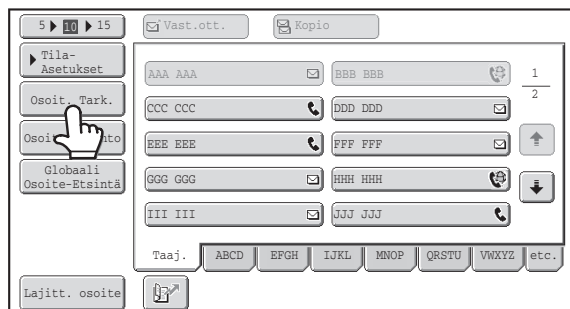 5 10 15
Vast.ott.
Kopio
Tila-
Asetukset
Osoit. Tark.
Globaali
Osoite-Etsintä
Lajitt. osoite
AAA AAA
BBB BBB
CCC CCC
DDD DDD
EEE EEE
FFF FFF
GGG GGG
HHH HHH
III III
JJJ JJJ
1
2
Taaj.
ABCD
EFGH
IJKL
MNOP
QRSTU
VWXYZ
etc.